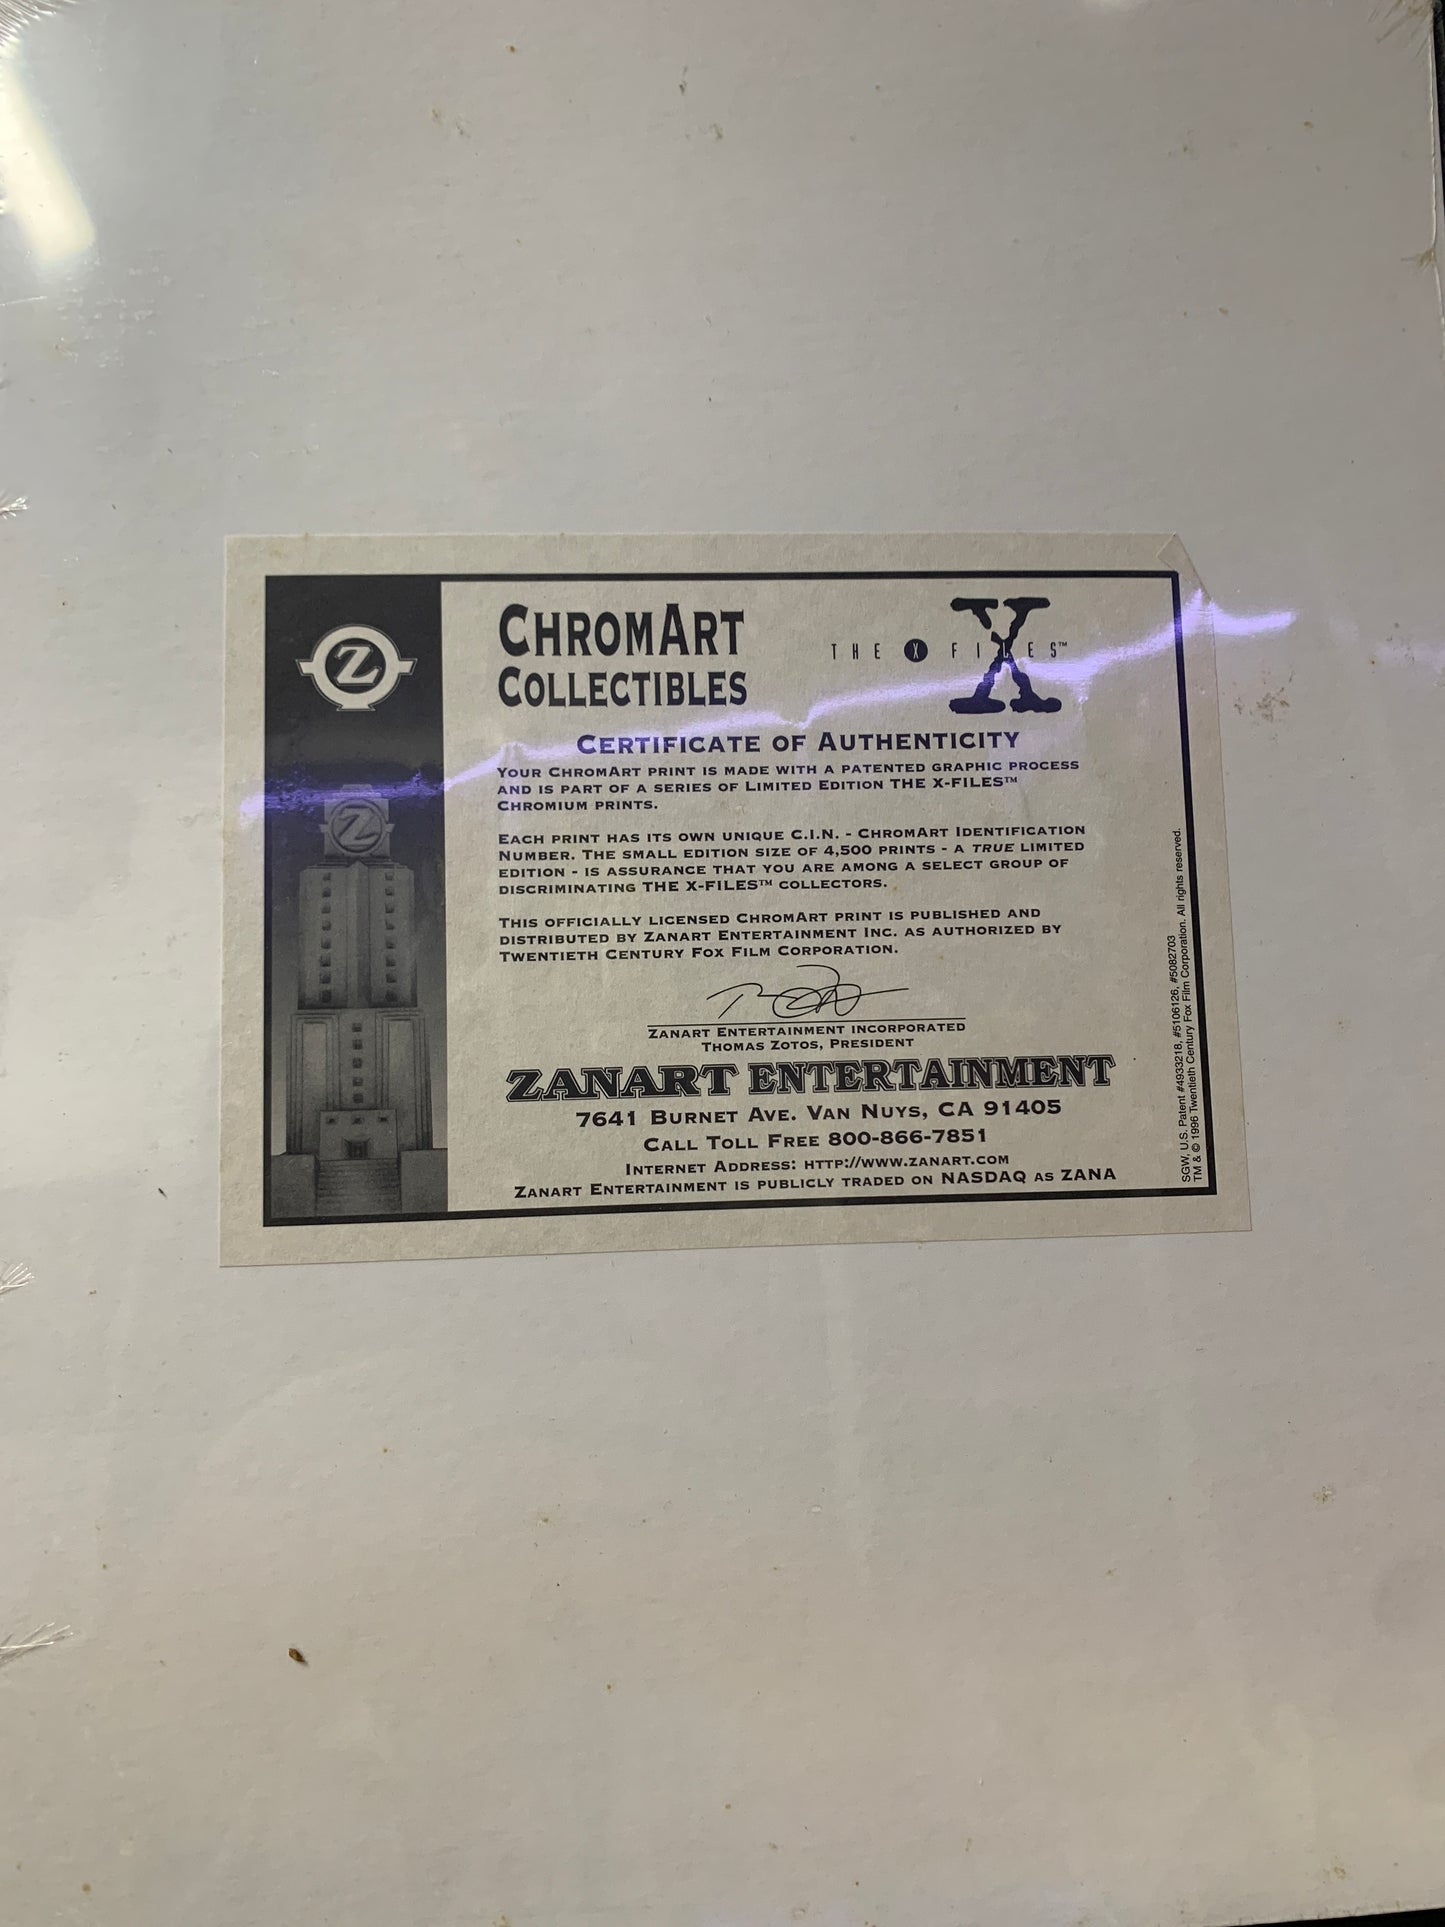 Z
CHROMART
COLLECTIBLES
THE X FILES™
X
CERTIFICATE OF AUTHENTICITY
YOUR CHROMART PRINT IS MADE WITH A PATENTED GRAPHIC PROCESS
AND IS PART OF A SERIES OF LIMITED EDITION THE X-FILES™
CHROMIUM PRINTS.
EACH PRINT HAS ITS OWN UNIQUE C.I.N. - CHROMART IDENTIFICATION
NUMBER. THE SMALL EDITION SIZE OF 4,500 PRINTS - A TRUE LIMITED
EDITION - IS ASSURANCE THAT YOU ARE AMONG A SELECT GROUP OF
DISCRIMINATING THE X-FILES™ COLLECTORS.
THIS OFFICIALLY LICENSED CHROMART PRINT IS PUBLISHED AND
DISTRIBUTED BY ZANART ENTERTAINMENT INC. AS AUTHORIZED BY
TWENTIETH CENTURY FOX FILM CORPORATION.
ZANART ENTERTAINMENT INCORPORATED
THOMAS ZOTOS, PRESIDENT
ZANART ENTERTAINMENT
7641 BURNET AVE. VAN NUYS, CA 91405
CALL TOLL FREE 800-866-7851
INTERNET ADDRESS: HTTP://WWW.ZANART.COM
ZANART ENTERTAINMENT IS PUBLICLY TRADED ON NASDAQ AS ZANA
Z
SGW, U.S. Patent #4933218, #5106126, #5082703
TM & © 1996 Twentieth Century Fox Film Corporation. All rights reserved.